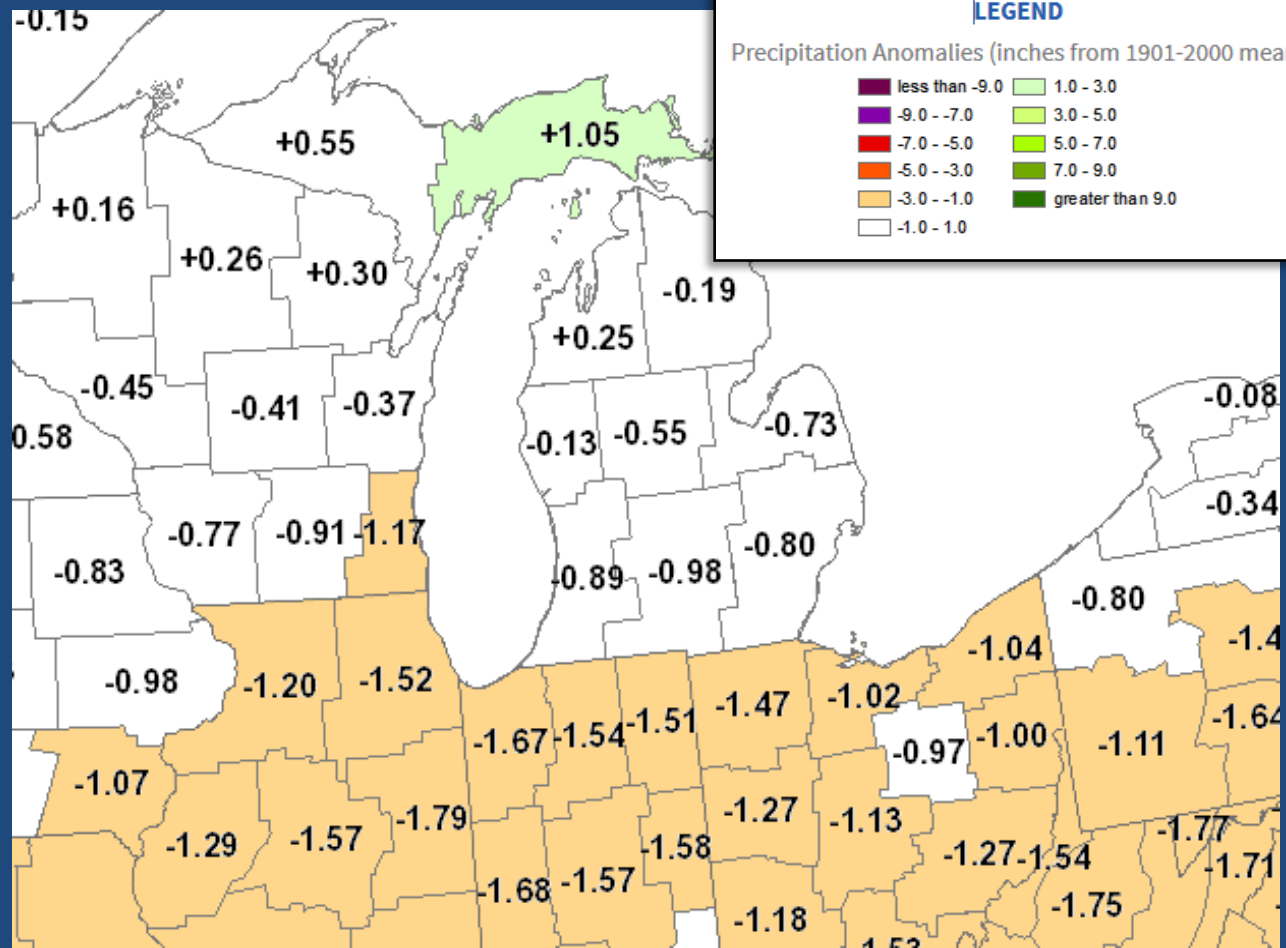 LEGEND
Precipitation Anomalies (inches from 1901-2000 mea
less than -9.0 1.0 - 3.0
-9.0 - -7.0 3.0 - 5.0
-7.0 - -5.0 5.0 - 7.0
-5.0 - -3.0 7.0 - 9.0
-3.0 - -1.0 greater than 9.0
-1.0 - 1.0
-0.15
+0.55 +1.05
+0.16
+0.26 +0.30
-0.19
+0.25
-0.45 -0.41 -0.37
0.58 -0.13 -0.55 -0.73 -0.08
-0.34
-0.77 -0.91 -1.17
-0.83 -0.89 -0.98 -0.80
-0.80
-0.98 -1.20 -1.52 -1.04 -1.4
-1.67 -1.54 -1.51 -1.47 -1.02 -1.64
-0.97 -1.00 -1.11
-1.07
-1.29 -1.57 -1.79 -1.27 -1.13
-1.58 -1.27 -1.54 -1.77
-1.68 -1.57 -1.71
-1.18 -1.75
-1.53